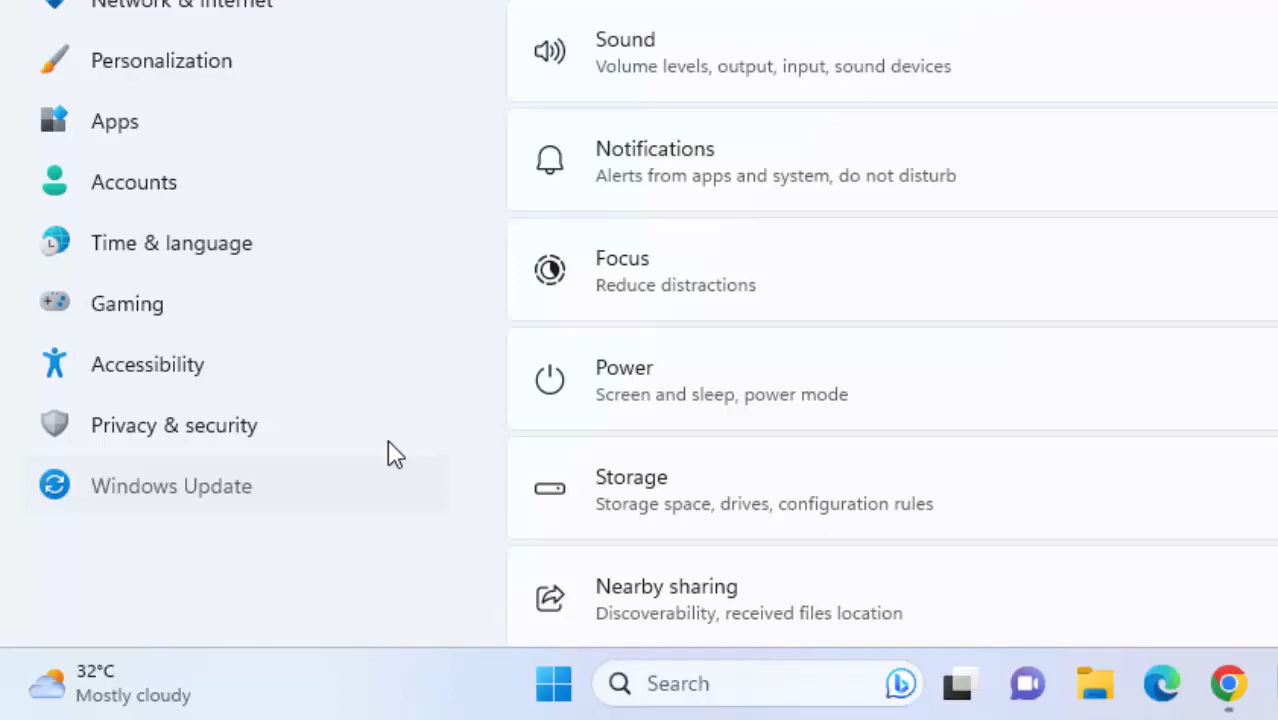 Network & internet
Personalization
Apps
Accounts
Time & language
Gaming
Accessibility
Privacy & security
Windows Update
Sound
Volume levels, output, input, sound devices
Notifications
Alerts from apps and system, do not disturb
Focus
Reduce distractions
Power
Screen and sleep, power mode
Storage
Storage space, drives, configuration rules
Nearby sharing
Discoverability, received files location
32°C
Mostly cloudy
Search